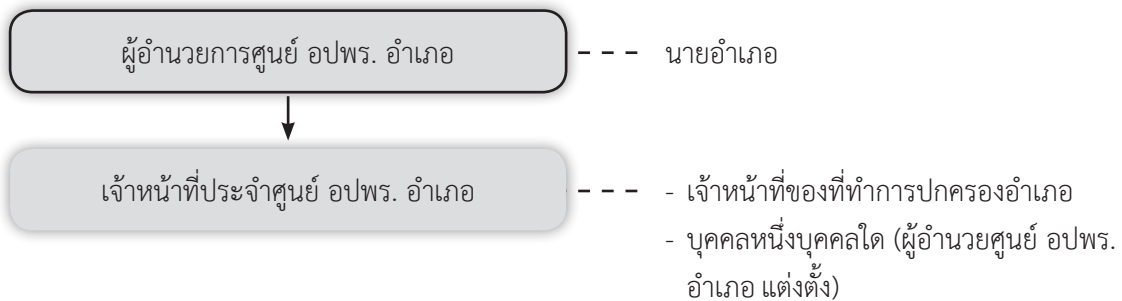 ผู้อำนวยการศูนย์ อปพร. อำเภอ
นายอำเภอ
เจ้าหน้าที่ประจำศูนย์ อปพร. อำเภอ
- เจ้าหน้าที่ของที่ทำการปกครองอำเภอ
- บุคคลหนึ่งบุคคลใด (ผู้อำนวยศูนย์ อปพร.
อำเภอ แต่งตั้ง)